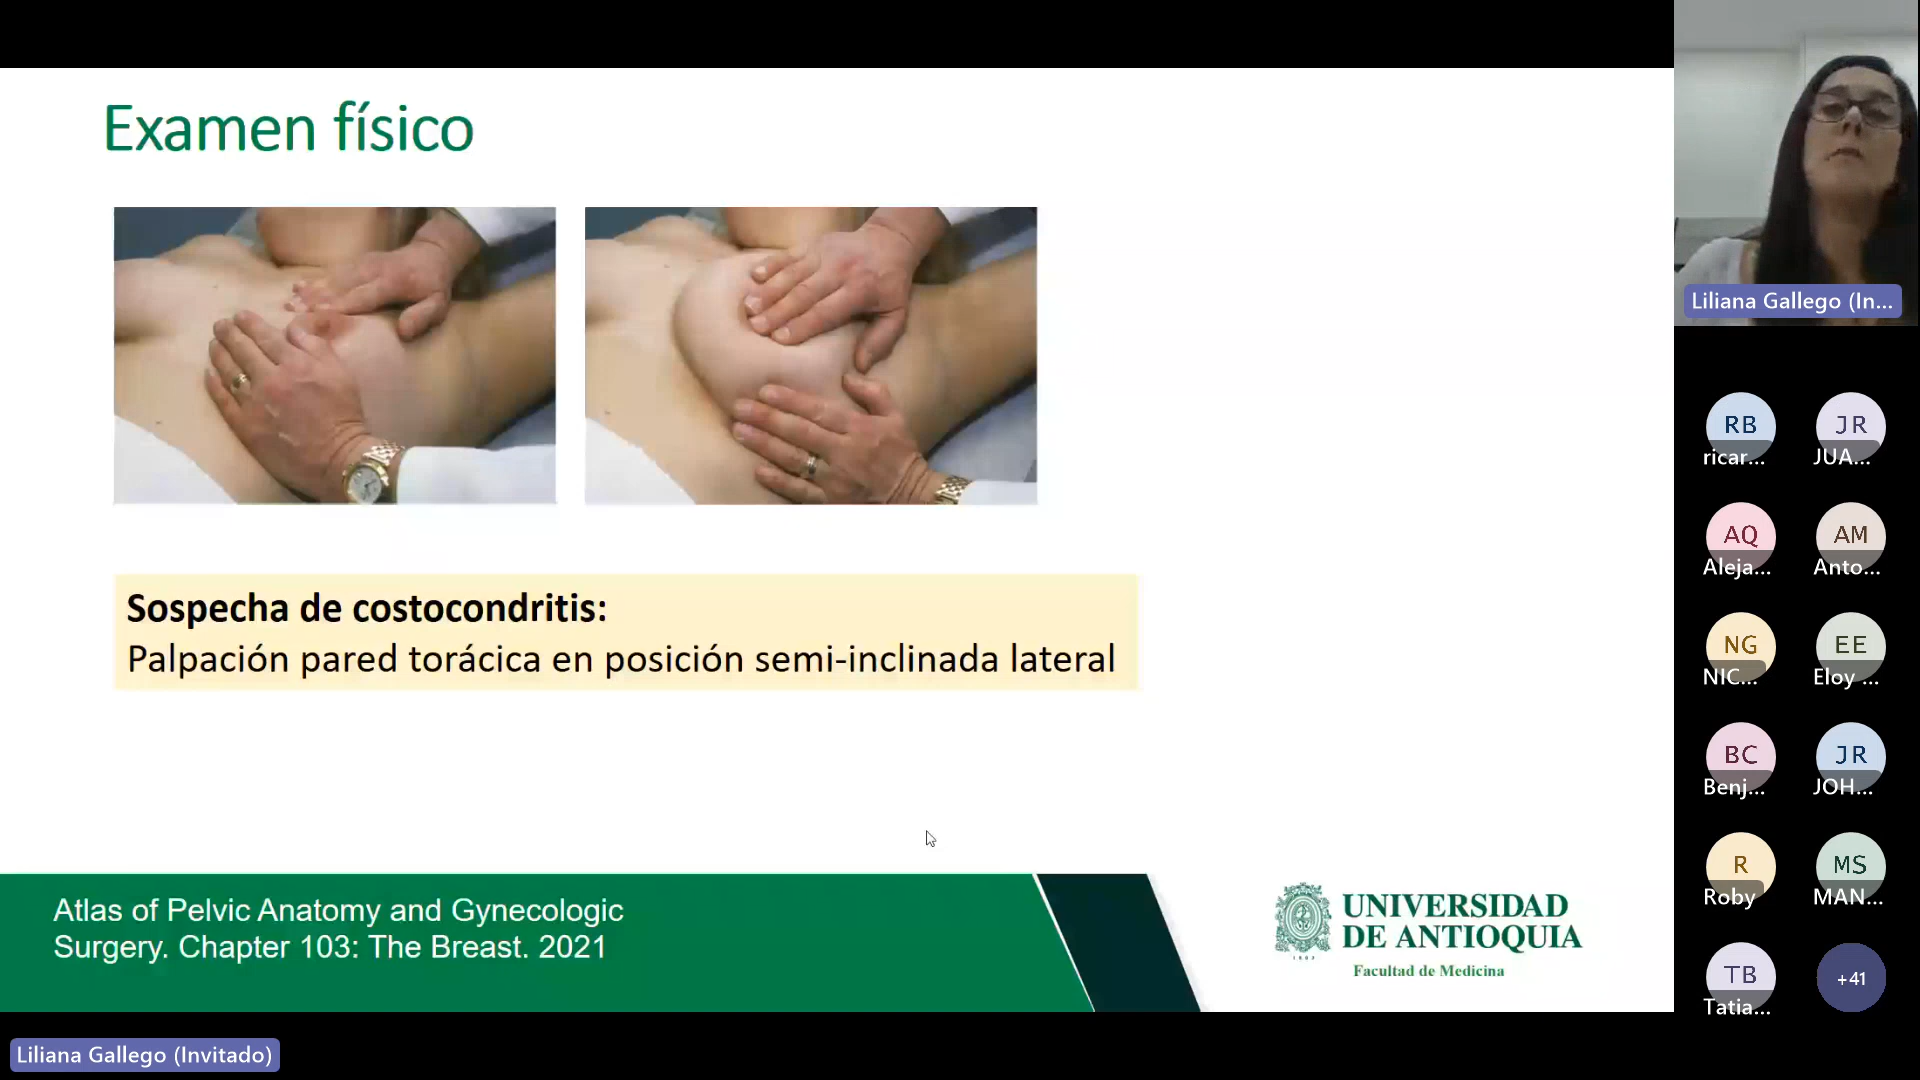 Examen físico
Sospecha de costocondritis:
Palpación pared torácica en posición semi-inclinada lateral
Atlas of Pelvic Anatomy and Gynecologic
Surgery. Chapter 103: The Breast. 2021
UNIVERSIDAD
DE ANTIOQUIA
1803
Facultad de Medicina
Liliana Gallego (In...
RB
ricar...
JR
JUA...
AQ
Aleja...
AM
Anto...
NG
NIC...
EE
Eloy ...
BC
Benj...
JR
JOH...
R
Roby
MS
MAN...
TB
Tatia...
+41
Liliana Gallego (Invitado)